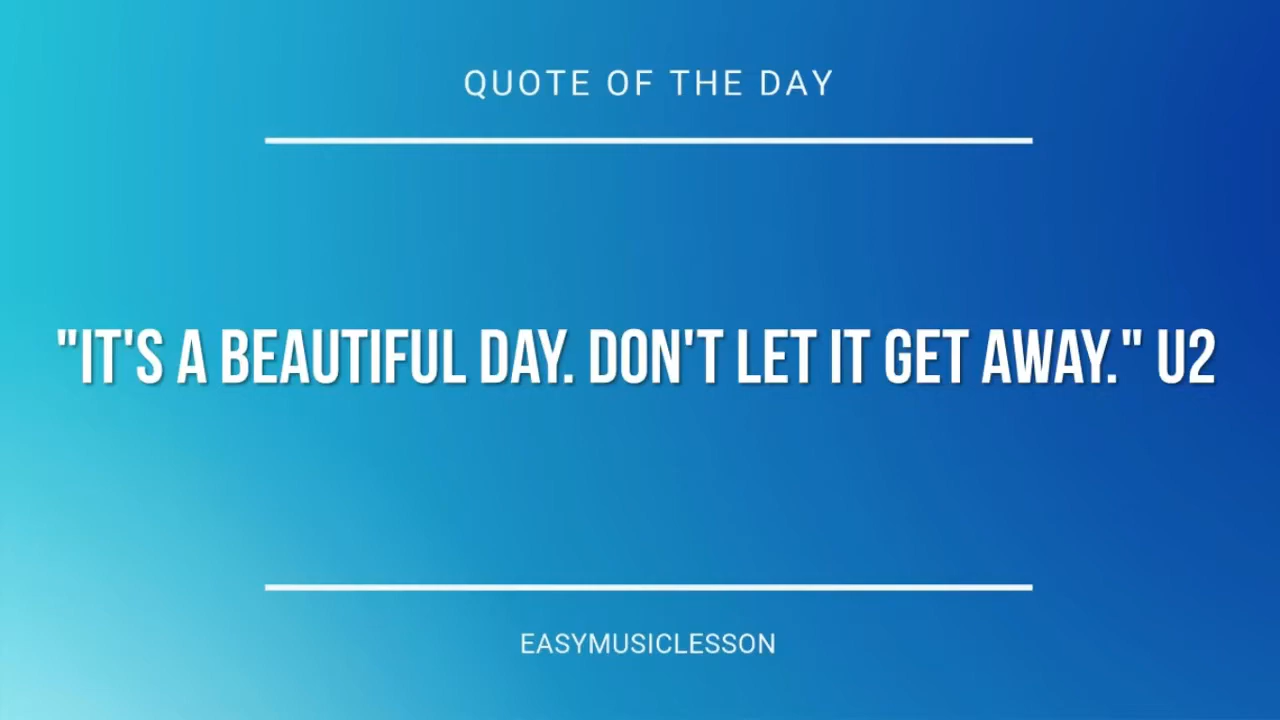 QUOTE OF THE DAY
"IT'S A BEAUTIFUL DAY. DON'T LET IT GET AWAY." U2
EASYMUSICLESSON